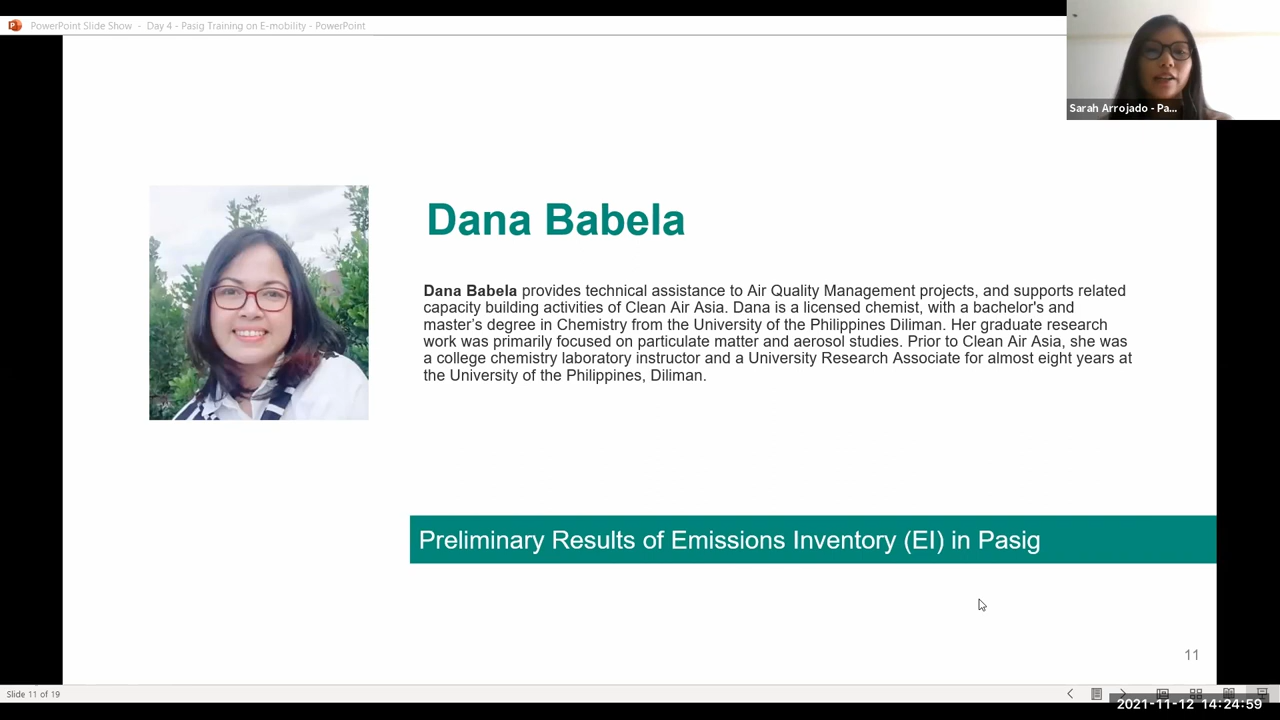 PowerPoint Slide Show - Day 4 - Pasig Training on E-mobility - PowerPoint
Sarah Arrojado - Pa...
Dana Babela
Dana Babela provides technical assistance to Air Quality Management projects, and supports related
capacity building activities of Clean Air Asia. Dana is a licensed chemist, with a bachelor's and
master's degree in Chemistry from the University of the Philippines Diliman. Her graduate research
work was primarily focused on particulate matter and aerosol studies. Prior to Clean Air Asia, she was
a college chemistry laboratory instructor and a University Research Associate for almost eight years at
the University of the Philippines, Diliman.
Preliminary Results of Emissions Inventory (EI) in Pasig
11
Slide 11 of 19
2021-11-12 14:24:59